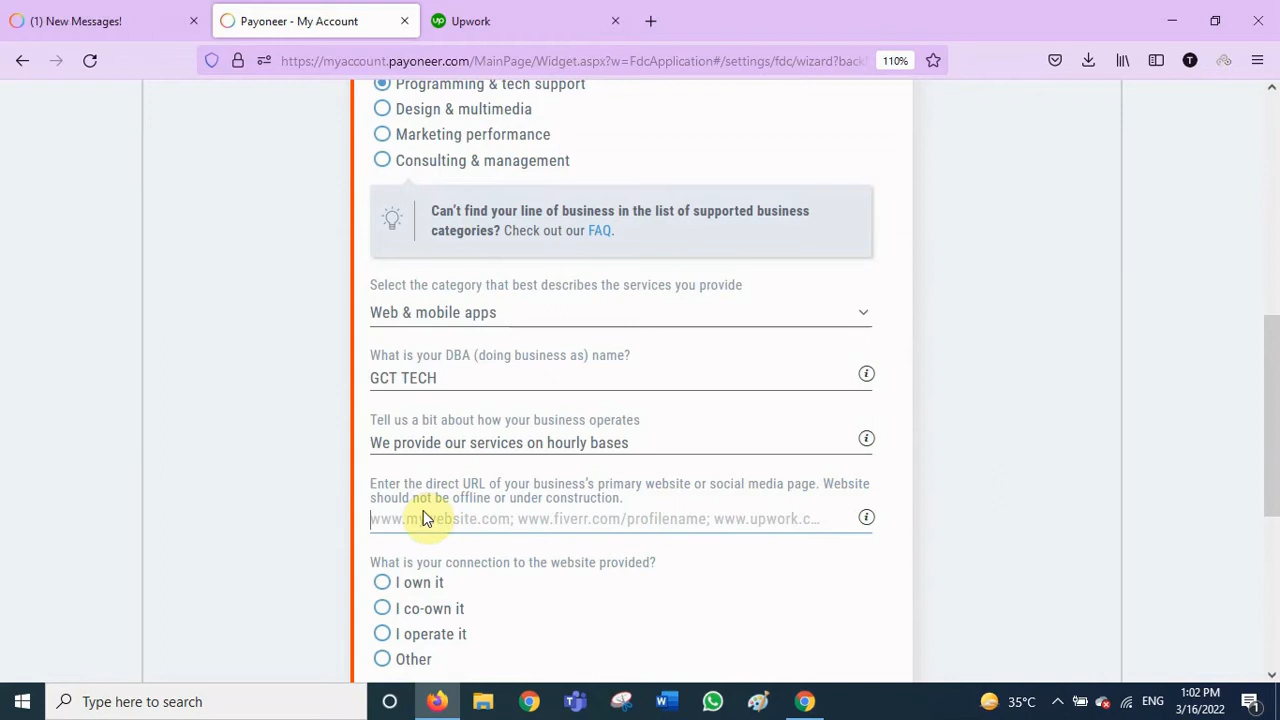 (1) New Messages!
Payoneer - My Account
Upwork
https://myaccount.payoneer.com/MainPage/Widget.aspx?w=FdcApplication#/settings/fdc/wizard?back
110%
Programming & tech support
Design & multimedia
Marketing performance
Consulting & management
Can't find your line of business in the list of supported business
categories? Check out our FAQ.
Select the category that best describes the services you provide
Web & mobile apps
What is your DBA (doing business as) name?
GCT TECH
Tell us a bit about how your business operates
We provide our services on hourly bases
Enter the direct URL of your business's primary website or social media page. Website
should not be offline or under construction.
www.mywebsite.com; www.fiverr.com/profilename; www.upwork.c...
What is your connection to the website provided?
I own it
I co-own it
I operate it
Other
Type here to search
35°C
ENG
1:02 PM
3/16/2022